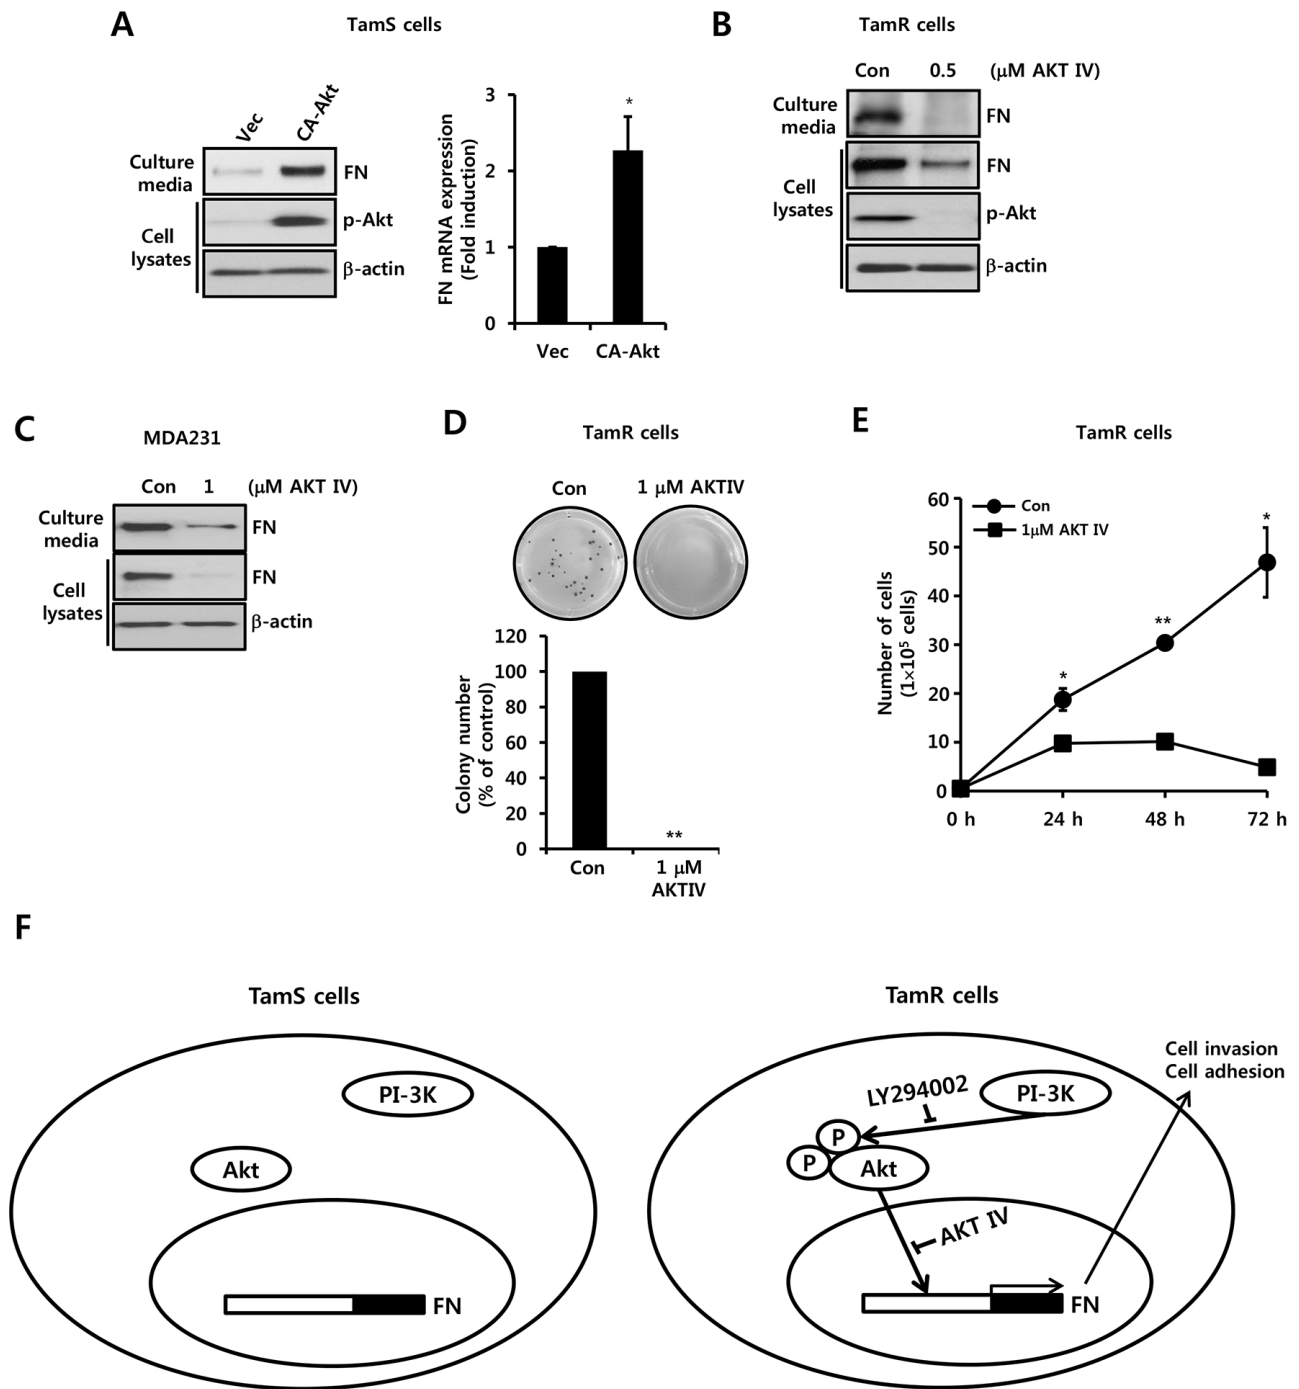 A
TamS cells
Vec
CA-Akt
Culture
media
FN
p-Akt
Cell
lysates
β-actin
FN mRNA expression
(Fold induction)
3
2
1
0
*
Vec
CA-Akt
B
TamR cells
Con
0.5
(μM AKT IV)
Culture
media
FN
FN
Cell
lysates
p-Akt
β-actin
C
MDA231
Con
1
(μM AKT IV)
Culture
media
FN
FN
Cell
lysates
β-actin
D
TamR cells
Con
1 μM AKTIV
Colony number
(% of control)
120
100
80
60
40
20
0
**
Con
1 μM
AKTIV
E
TamR cells
Number of cells
(1×10⁵ cells)
60
50
40
30
20
10
0
Con
1μM AKT IV
*
**
*
0 h
24 h
48 h
72 h
F
TamS cells
PI-3K
Akt
FN
TamR cells
Cell invasion
Cell adhesion
LY294002
PI-3K
P
P
Akt
AKT IV
FN